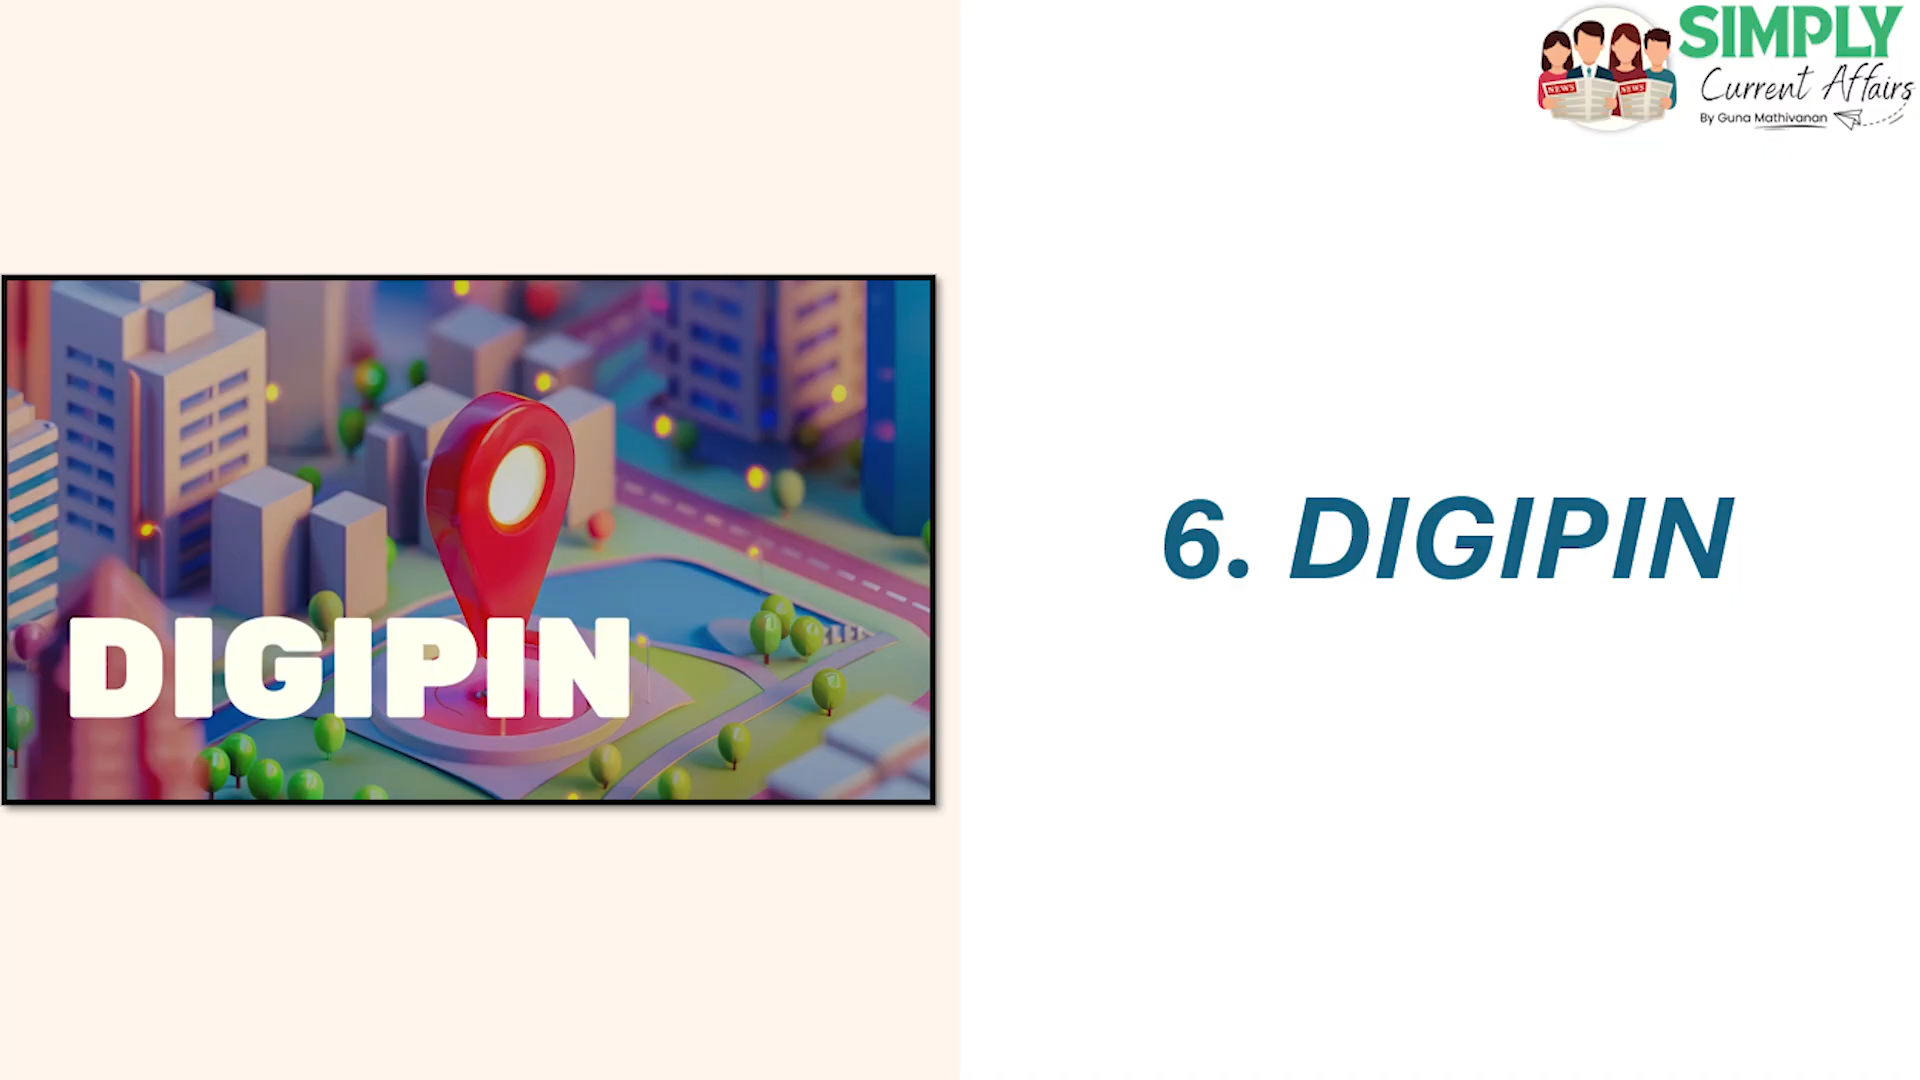 SIMPLY
Current Affairs
By Guna Mathivanan
NEWS
NEWS
DIGIPIN
6. DIGIPIN